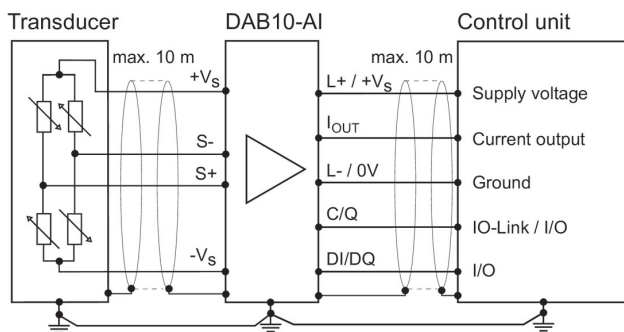 Transducer
DAB10-AI
Control unit
max. 10 m
max. 10 m
+Vs
L+ / +Vs
Supply voltage
IOUT
Current output
S-
S+
L- / 0V
Ground
C/Q
IO-Link / I/O
-Vs
DI/DQ
I/O